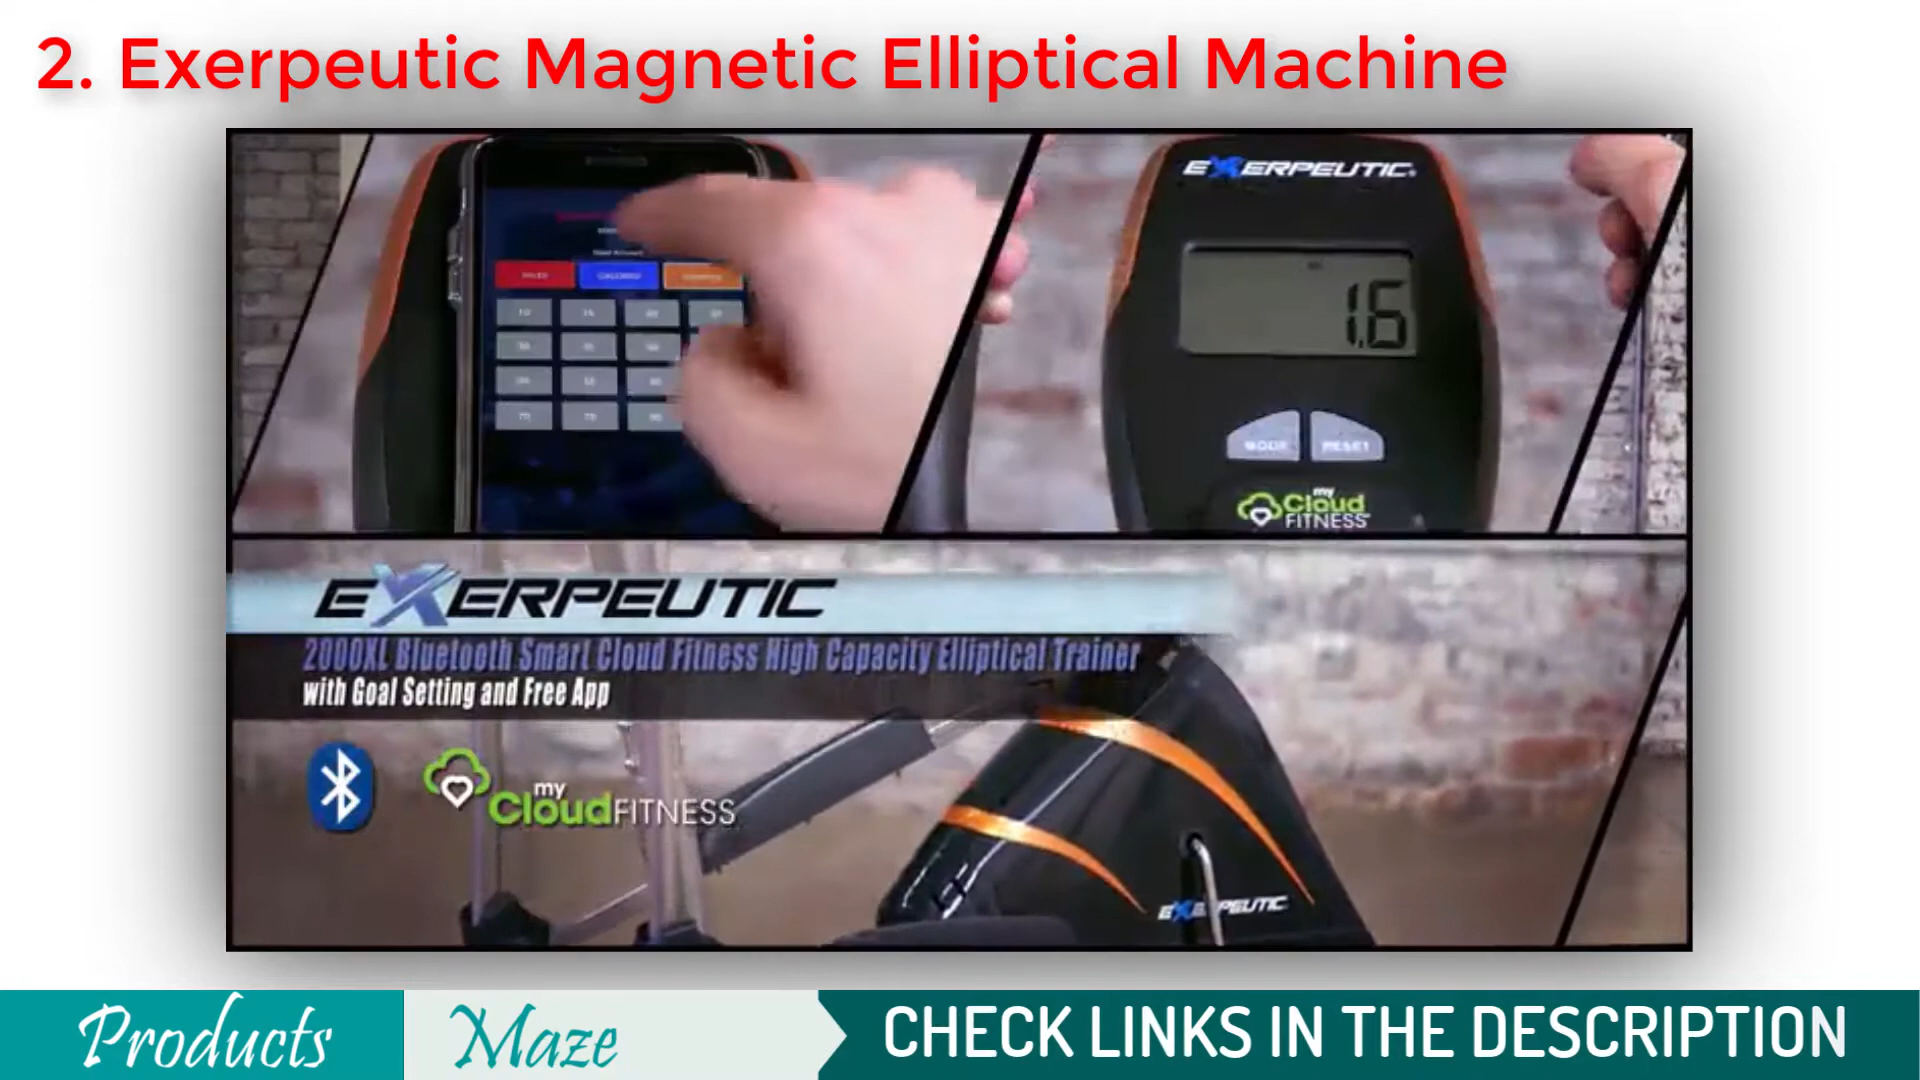 2. Exerpeutic Magnetic Elliptical Machine
EXERPEUTIC
1.6
MODE RESET
my
Cloud
FITNESS
EXERPEUTIC
2000XL Bluetooth Smart Cloud Fitness High Capacity Elliptical Trainer
with Goal Setting and Free App
my
CloudFITNESS
EXERPEUTIC
Products Maze
CHECK LINKS IN THE DESCRIPTION